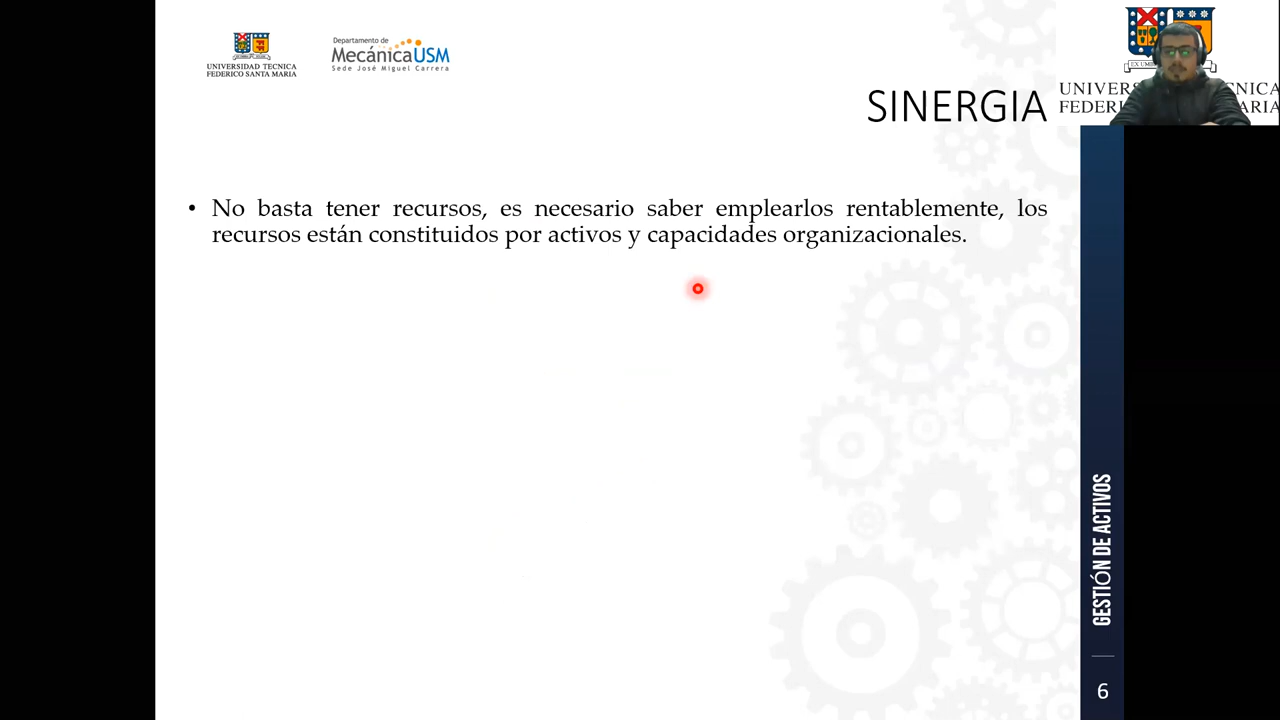 UNIVERSIDAD TECNICA
FEDERICO SANTA MARIA
Departamento de
MecánicaUSM
Sede José Miguel Carrera
SINERGIA
• No basta tener recursos, es necesario saber emplearlos rentablemente, los
recursos están constituidos por activos y capacidades organizacionales.
GESTIÓN DE ACTIVOS
6